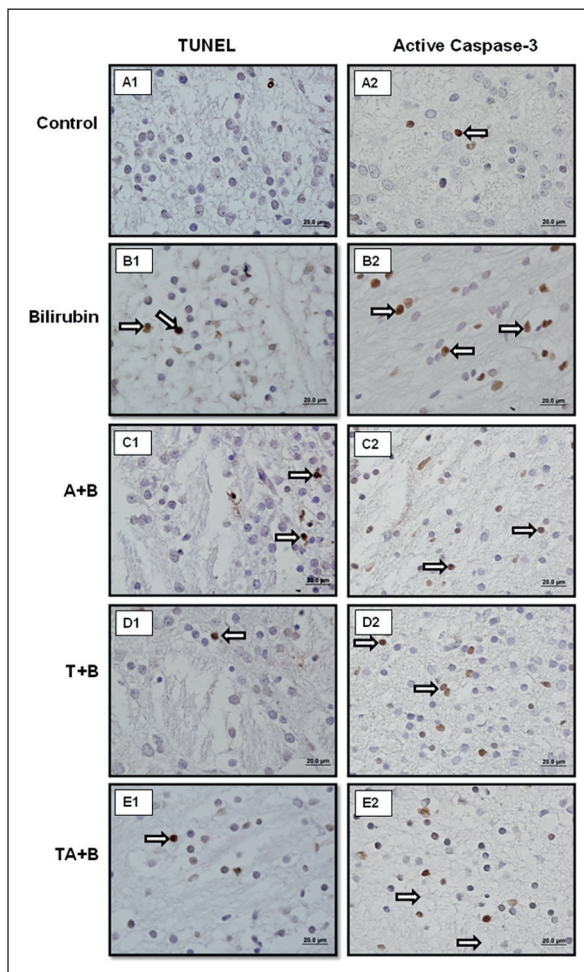 TUNEL Active Caspase-3
Control
A1
20.0 µm
A2
20.0 µm
Bilirubin
B1
20.0 µm
B2
20.0 µm
A+B
C1
20.0 µm
C2
20.0 µm
T+B
D1
20.0 µm
D2
20.0 µm
TA+B
E1
20.0 µm
E2
20.0 µm